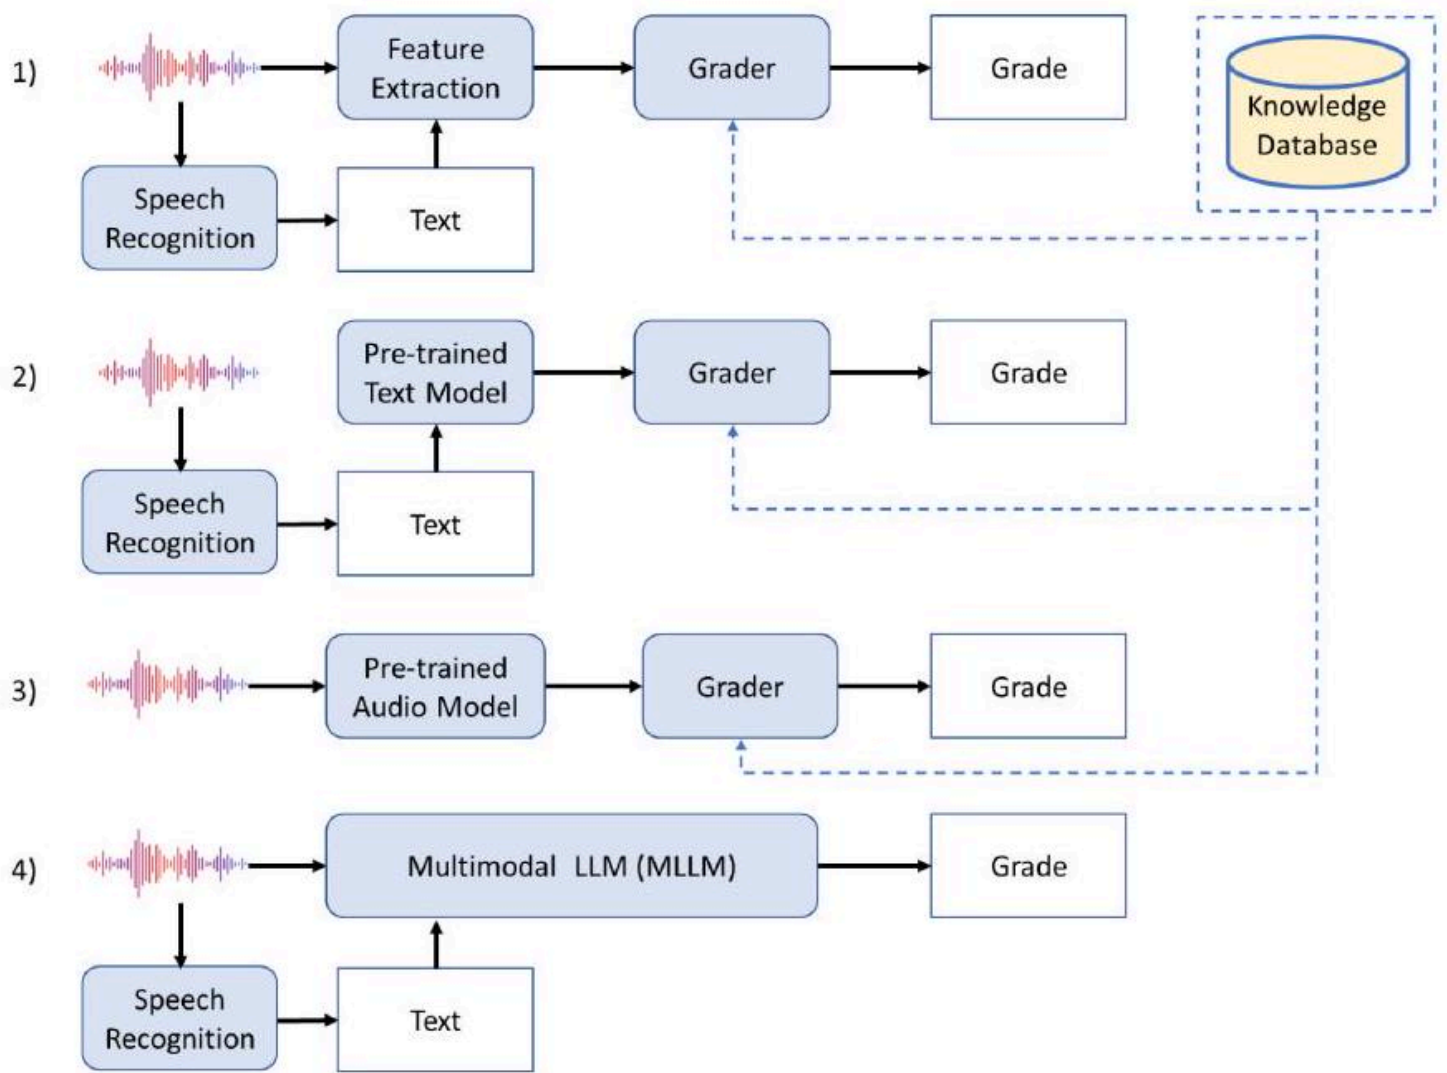 1)
Feature
Extraction
Grader
Grade
Knowledge
Database
Speech
Recognition
Text
2)
Pre-trained
Text Model
Grader
Grade
Speech
Recognition
Text
3)
Pre-trained
Audio Model
Grader
Grade
4)
Multimodal LLM (MLLM)
Grade
Speech
Recognition
Text